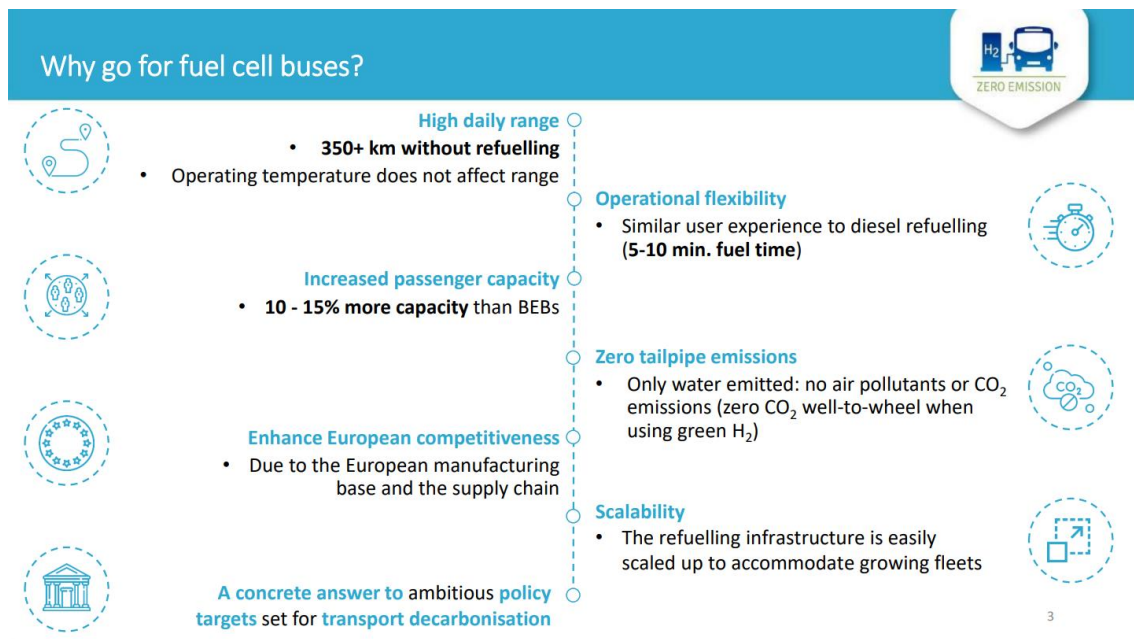 Why go for fuel cell buses?
H2
ZERO EMISSION
High daily range
• 350+ km without refuelling
• Operating temperature does not affect range
Operational flexibility
• Similar user experience to diesel refuelling
(5-10 min. fuel time)
Increased passenger capacity
• 10 - 15% more capacity than BEBs
Zero tailpipe emissions
• Only water emitted: no air pollutants or CO2
emissions (zero CO2 well-to-wheel when
using green H2)
CO2
Enhance European competitiveness
• Due to the European manufacturing
base and the supply chain
Scalability
• The refuelling infrastructure is easily
scaled up to accommodate growing fleets
A concrete answer to ambitious policy
targets set for transport decarbonisation
3